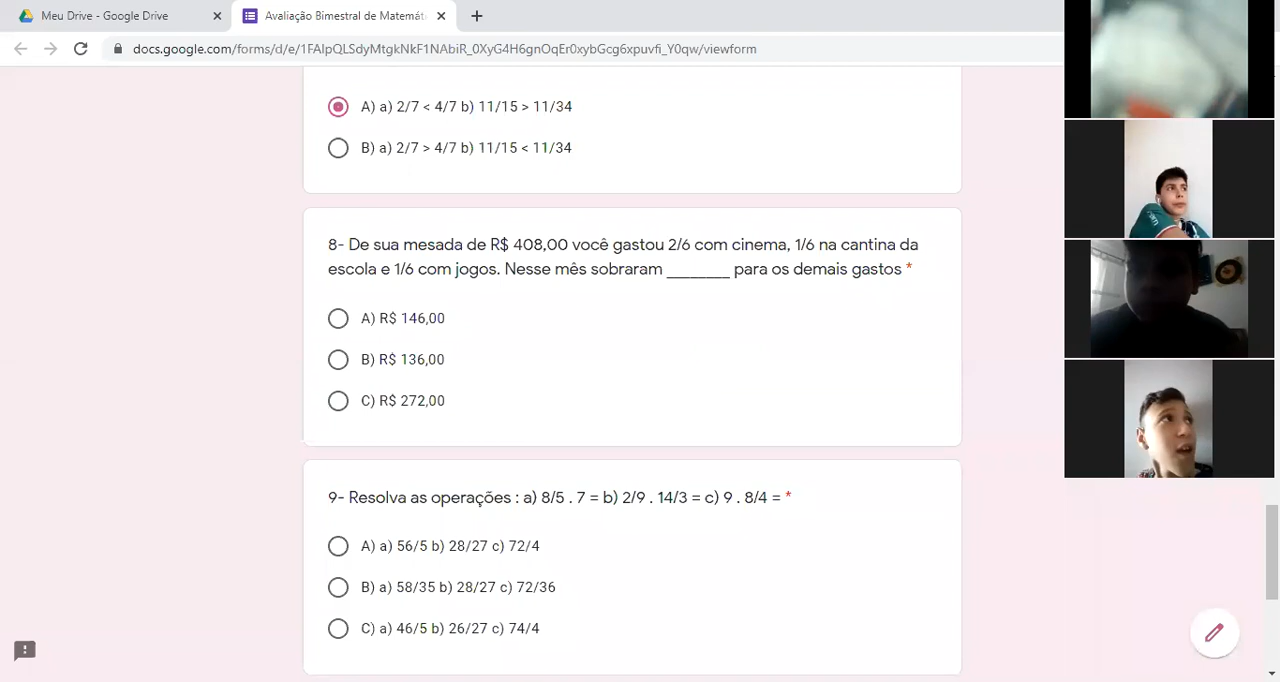 Meu Drive - Google Drive
Avaliação Bimestral de Matemát
docs.google.com/forms/d/e/1FAIpQLSdyMtgkNkF1NAbiR_0XyG4H6gnOqEr0xybGcg6xpuvfi_Y0qw/viewform
A) a) 2/7 < 4/7 b) 11/15 > 11/34
B) a) 2/7 > 4/7 b) 11/15 < 11/34
8- De sua mesada de R$ 408,00 você gastou 2/6 com cinema, 1/6 na cantina da
escola e 1/6 com jogos. Nesse mês sobraram ________ para os demais gastos *
A) R$ 146,00
B) R$ 136,00
C) R$ 272,00
9- Resolva as operações : a) 8/5 . 7 = b) 2/9 . 14/3 = c) 9 . 8/4 = *
A) a) 56/5 b) 28/27 c) 72/4
B) a) 58/35 b) 28/27 c) 72/36
C) a) 46/5 b) 26/27 c) 74/4